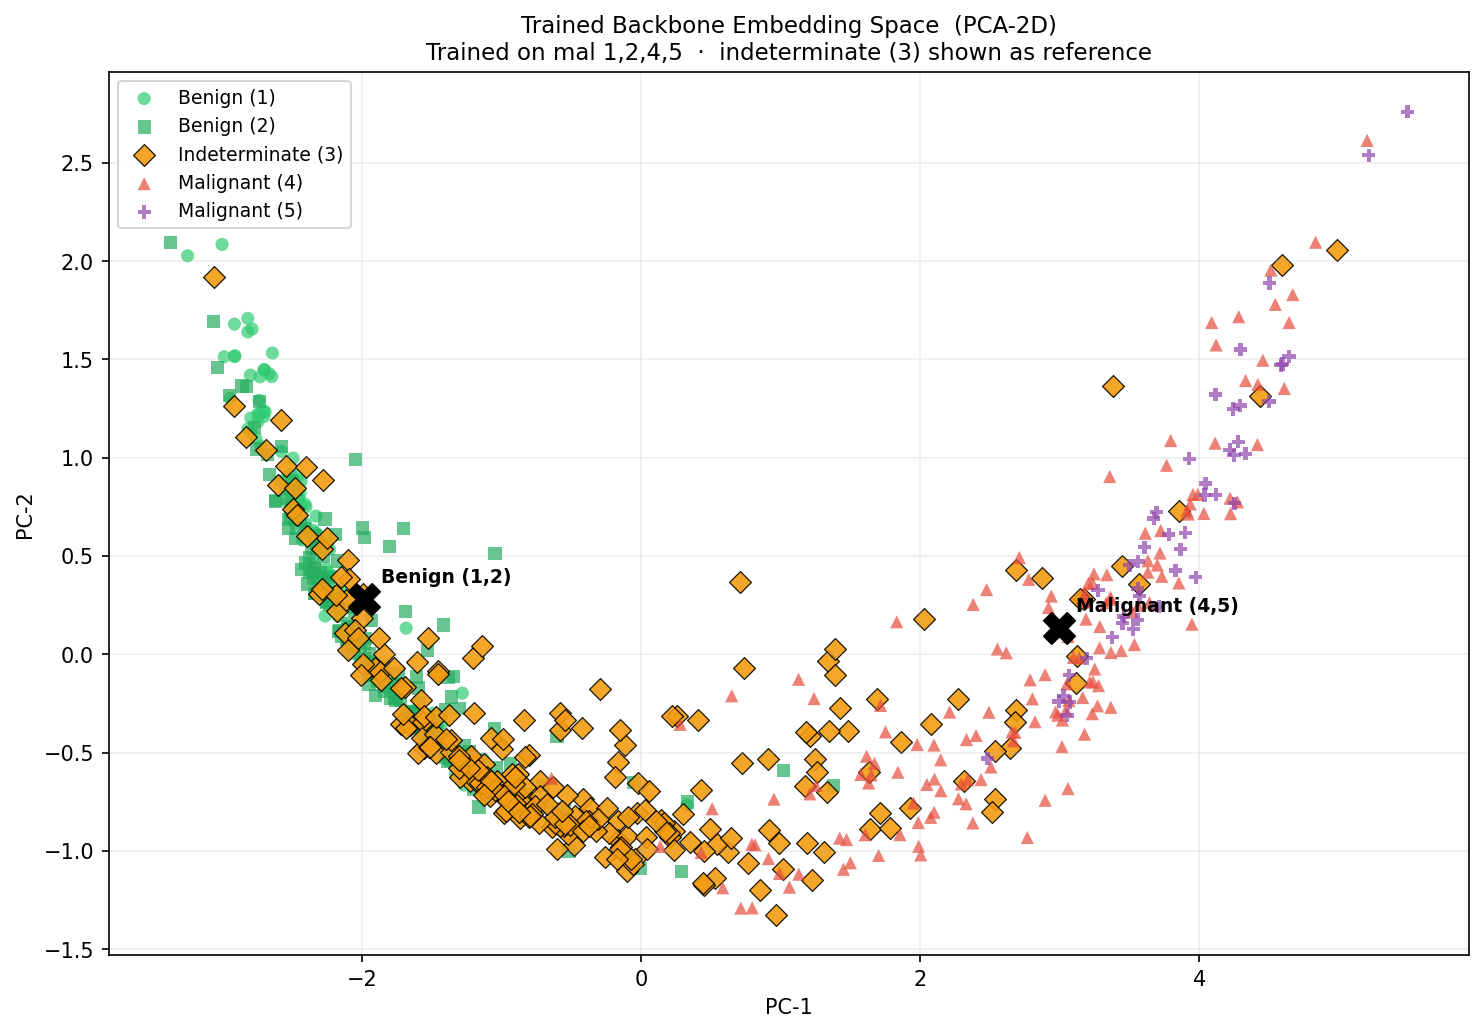 Trained Backbone Embedding Space  (PCA-2D)
Trained on mal 1,2,4,5  ·  indeterminate (3) shown as reference
Benign (1)
Benign (2)
Indeterminate (3)
Malignant (4)
Malignant (5)
Benign (1,2)
Malignant (4,5)
PC-2
2.5
2.0
1.5
1.0
0.5
0.0
−0.5
−1.0
−1.5
−2
0
2
4
PC-1